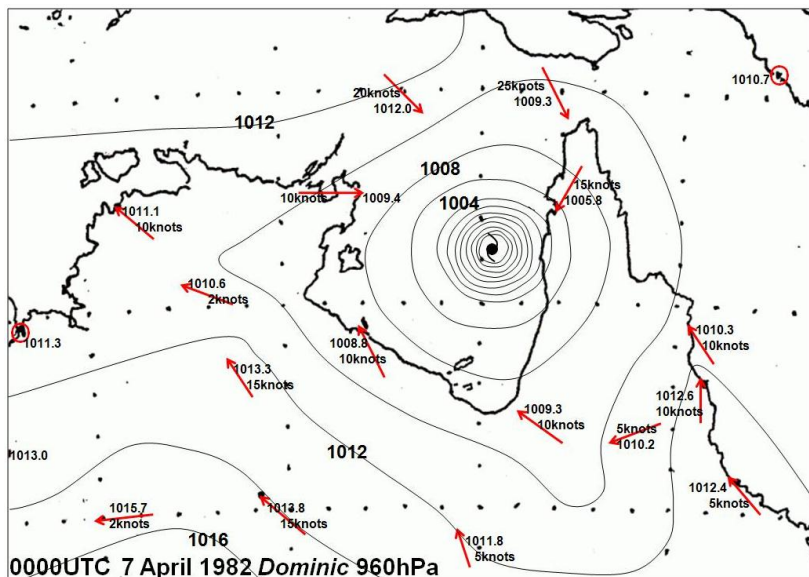 1010.7
20knots
1012.0
25knots
1009.3
1012
1008
10knots
1009.4
15knots
1005.8
1004
1011.1
10knots
1010.6
2knots
1011.3
1008.8
10knots
1010.3
10knots
1013.3
15knots
1012.6
10knots
1009.3
10knots
5knots
1010.2
1012
1013.0
1012.4
5knots
1015.7
2knots
1013.8
15knots
1016
1011.8
5knots
0000UTC 7 April 1982 Dominic 960hPa